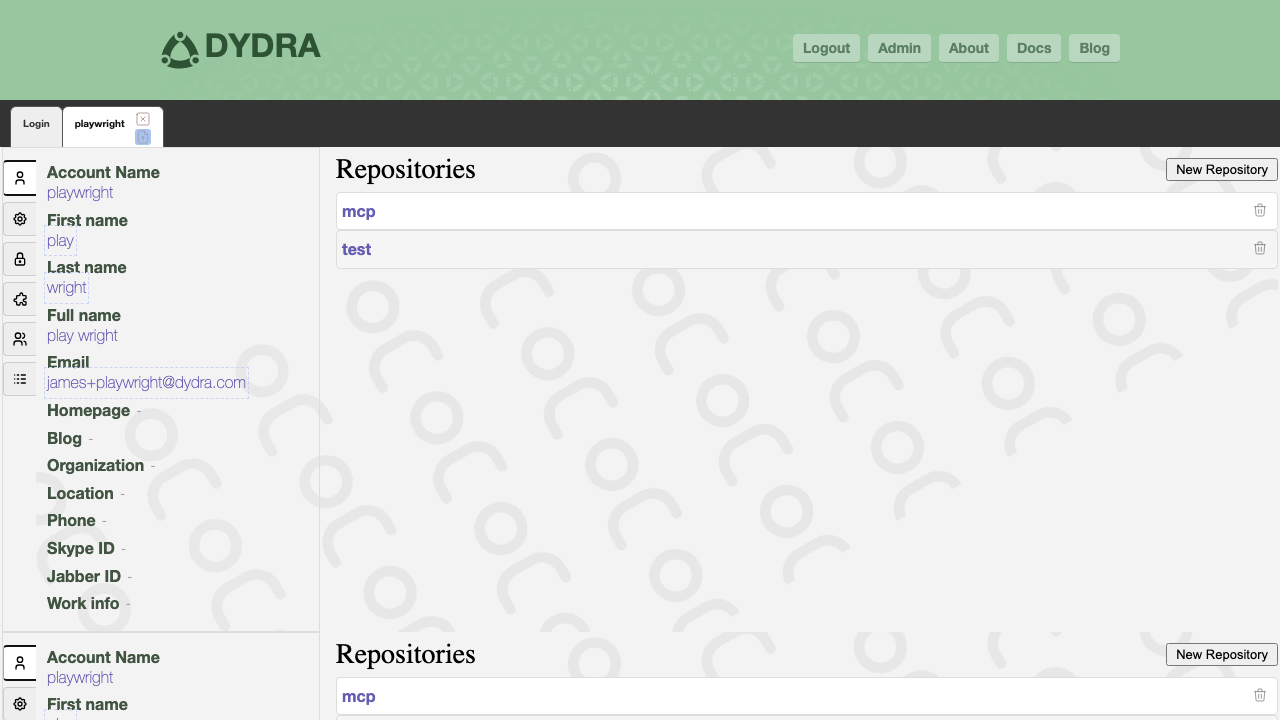 DYDRA
Logout Admin About Docs Blog
Login playwright
Account Name
playwright
First name
play
Last name
wright
Full name
play wright
Email
james+playwright@dydra.com
Homepage -
Blog -
Organization -
Location -
Phone -
Skype ID -
Jabber ID -
Work info -
Repositories
New Repository
mcp
test
Account Name
playwright
First name
Repositories
New Repository
mcp